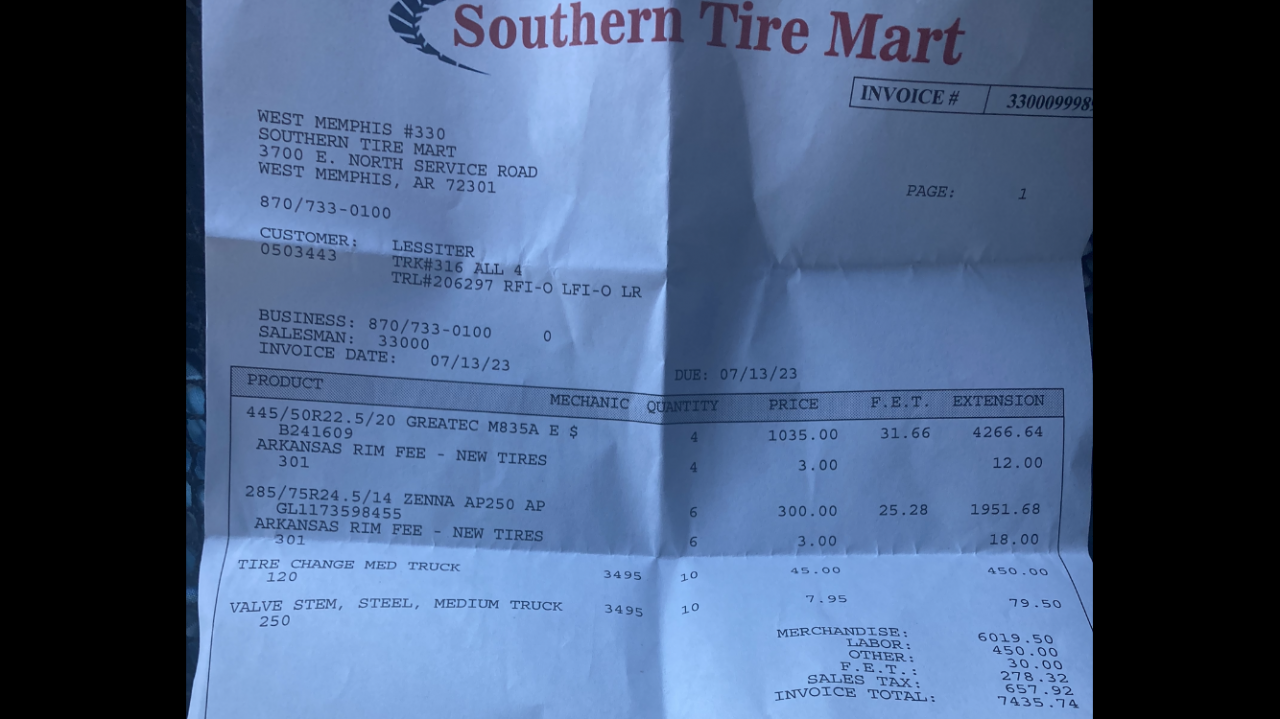 Southern Tire Mart
INVOICE # 330009998
WEST MEMPHIS #330
SOUTHERN TIRE MART
3700 E. NORTH SERVICE ROAD
WEST MEMPHIS, AR 72301
PAGE: 1
870/733-0100
CUSTOMER: LESSITER
0503443 TRK#316 ALL 4
TRL#206297 RFI-O LFI-O LR
BUSINESS: 870/733-0100 0
SALESMAN: 33000
INVOICE DATE: 07/13/23
DUE: 07/13/23
PRODUCT MECHANIC QUANTITY PRICE F.E.T. EXTENSION
445/50R22.5/20 GREATEC M835A E $ 4 1035.00 31.66 4266.64
B241609
ARKANSAS RIM FEE - NEW TIRES 4 3.00 12.00
301
285/75R24.5/14 ZENNA AP250 AP 6 300.00 25.28 1951.68
GL1173598455
ARKANSAS RIM FEE - NEW TIRES 6 3.00 18.00
301
TIRE CHANGE MED TRUCK 3495 10 45.00 450.00
120
VALVE STEM, STEEL, MEDIUM TRUCK 3495 10 7.95 79.50
250
MERCHANDISE: 6019.50
LABOR: 450.00
OTHER: 30.00
F.E.T.: 278.32
SALES TAX: 657.92
INVOICE TOTAL: 7435.74